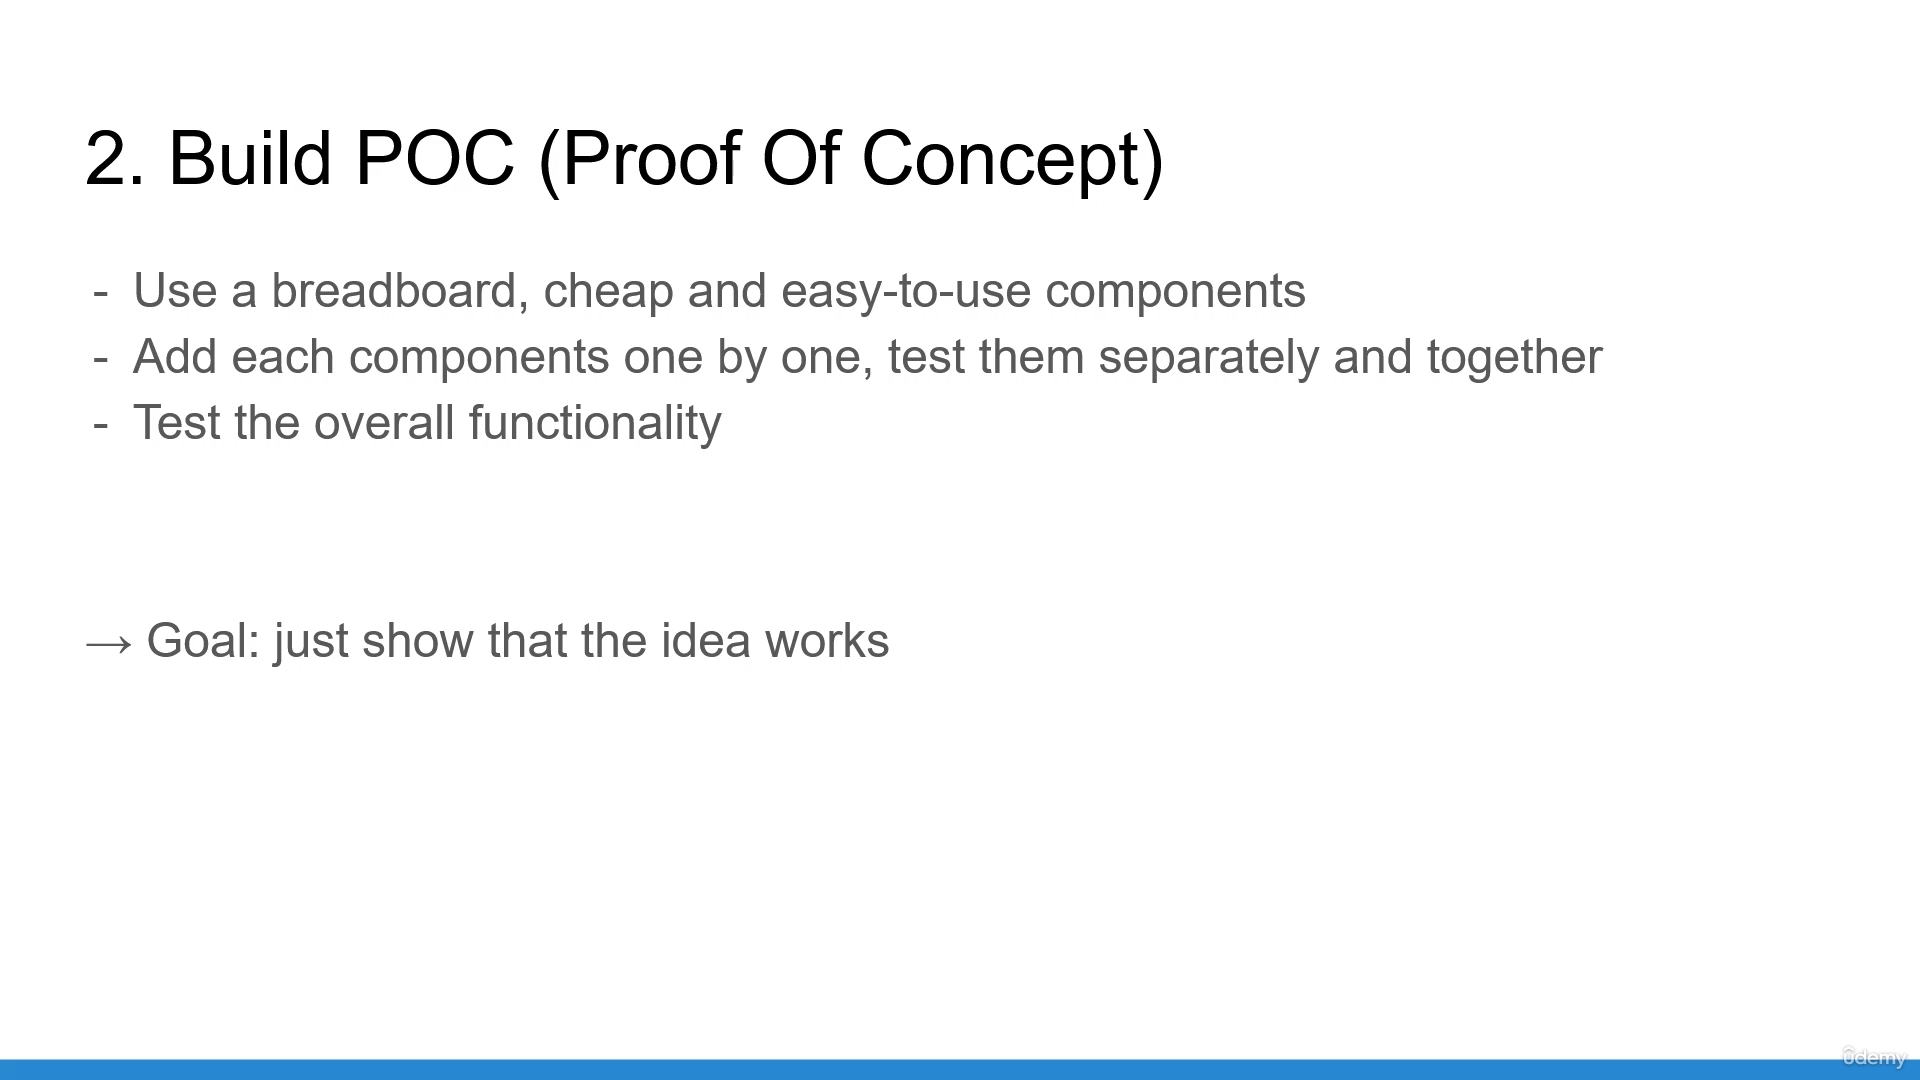 2. Build POC (Proof Of Concept)
- Use a breadboard, cheap and easy-to-use components
- Add each components one by one, test them separately and together
- Test the overall functionality
→ Goal: just show that the idea works
ûdemy